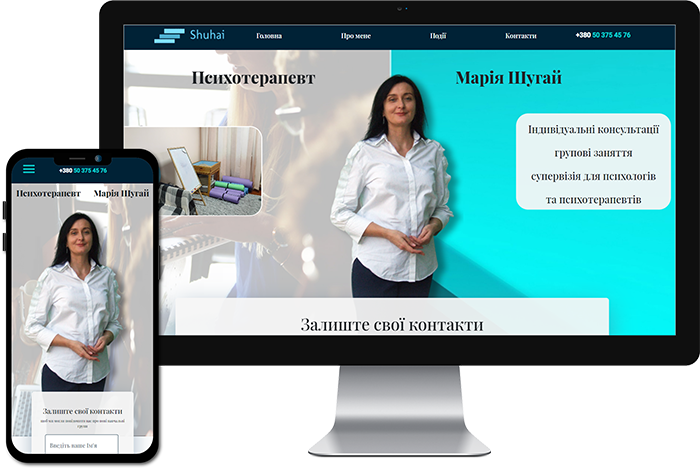 Shuhai
Головна
Про мене
Події
Контакти
+380 50 375 45 76
Психотерапевт
Марія Шугай
Індивідуальні консультації
групові заняття
супервізія для психологів
та психотерапевтів
Залиште свої контакти
+380 50 375 45 76
Психотерапевт Марія Шугай
Залиште свої контакти
Введіть ваше Ім'я